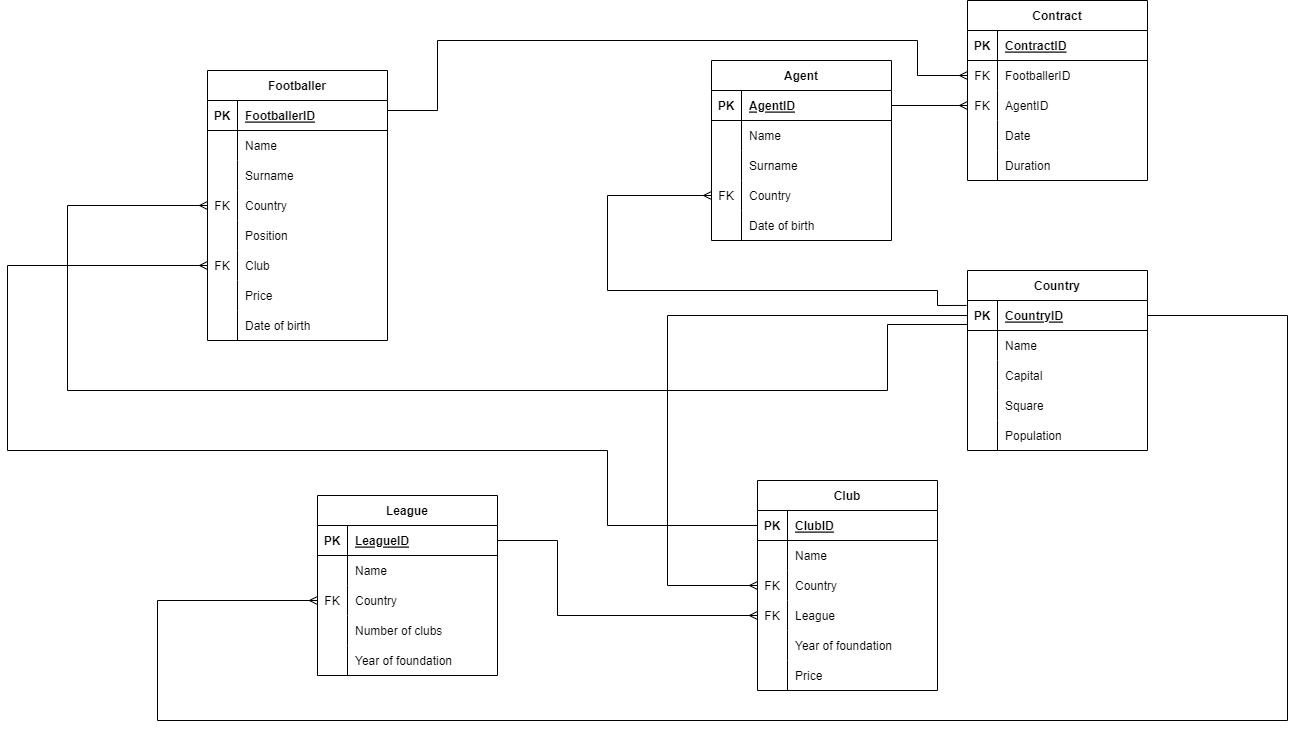 Contract
PK ContractID
FK FootballerID
FK AgentID
Date
Duration
Agent
PK AgentID
Name
Surname
FK Country
Date of birth
Footballer
PK FootballerID
Name
Surname
FK Country
Position
FK Club
Price
Date of birth
Country
PK CountryID
Name
Capital
Square
Population
League
PK LeagueID
Name
FK Country
Number of clubs
Year of foundation
Club
PK ClubID
Name
FK Country
FK League
Year of foundation
Price